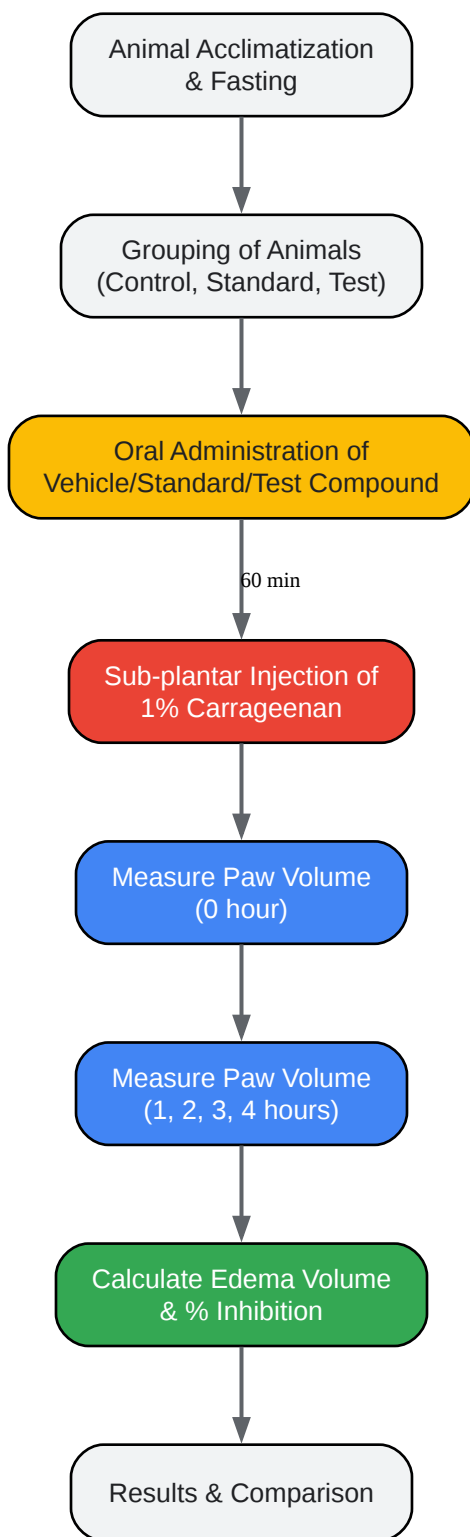 Animal Acclimatization
& Fasting
Grouping of Animals
(Control, Standard, Test)
Oral Administration of
Vehicle/Standard/Test Compound
60 min
Sub-plantar Injection of
1% Carrageenan
Measure Paw Volume
(0 hour)
Measure Paw Volume
(1, 2, 3, 4 hours)
Calculate Edema Volume
& % Inhibition
Results & Comparison